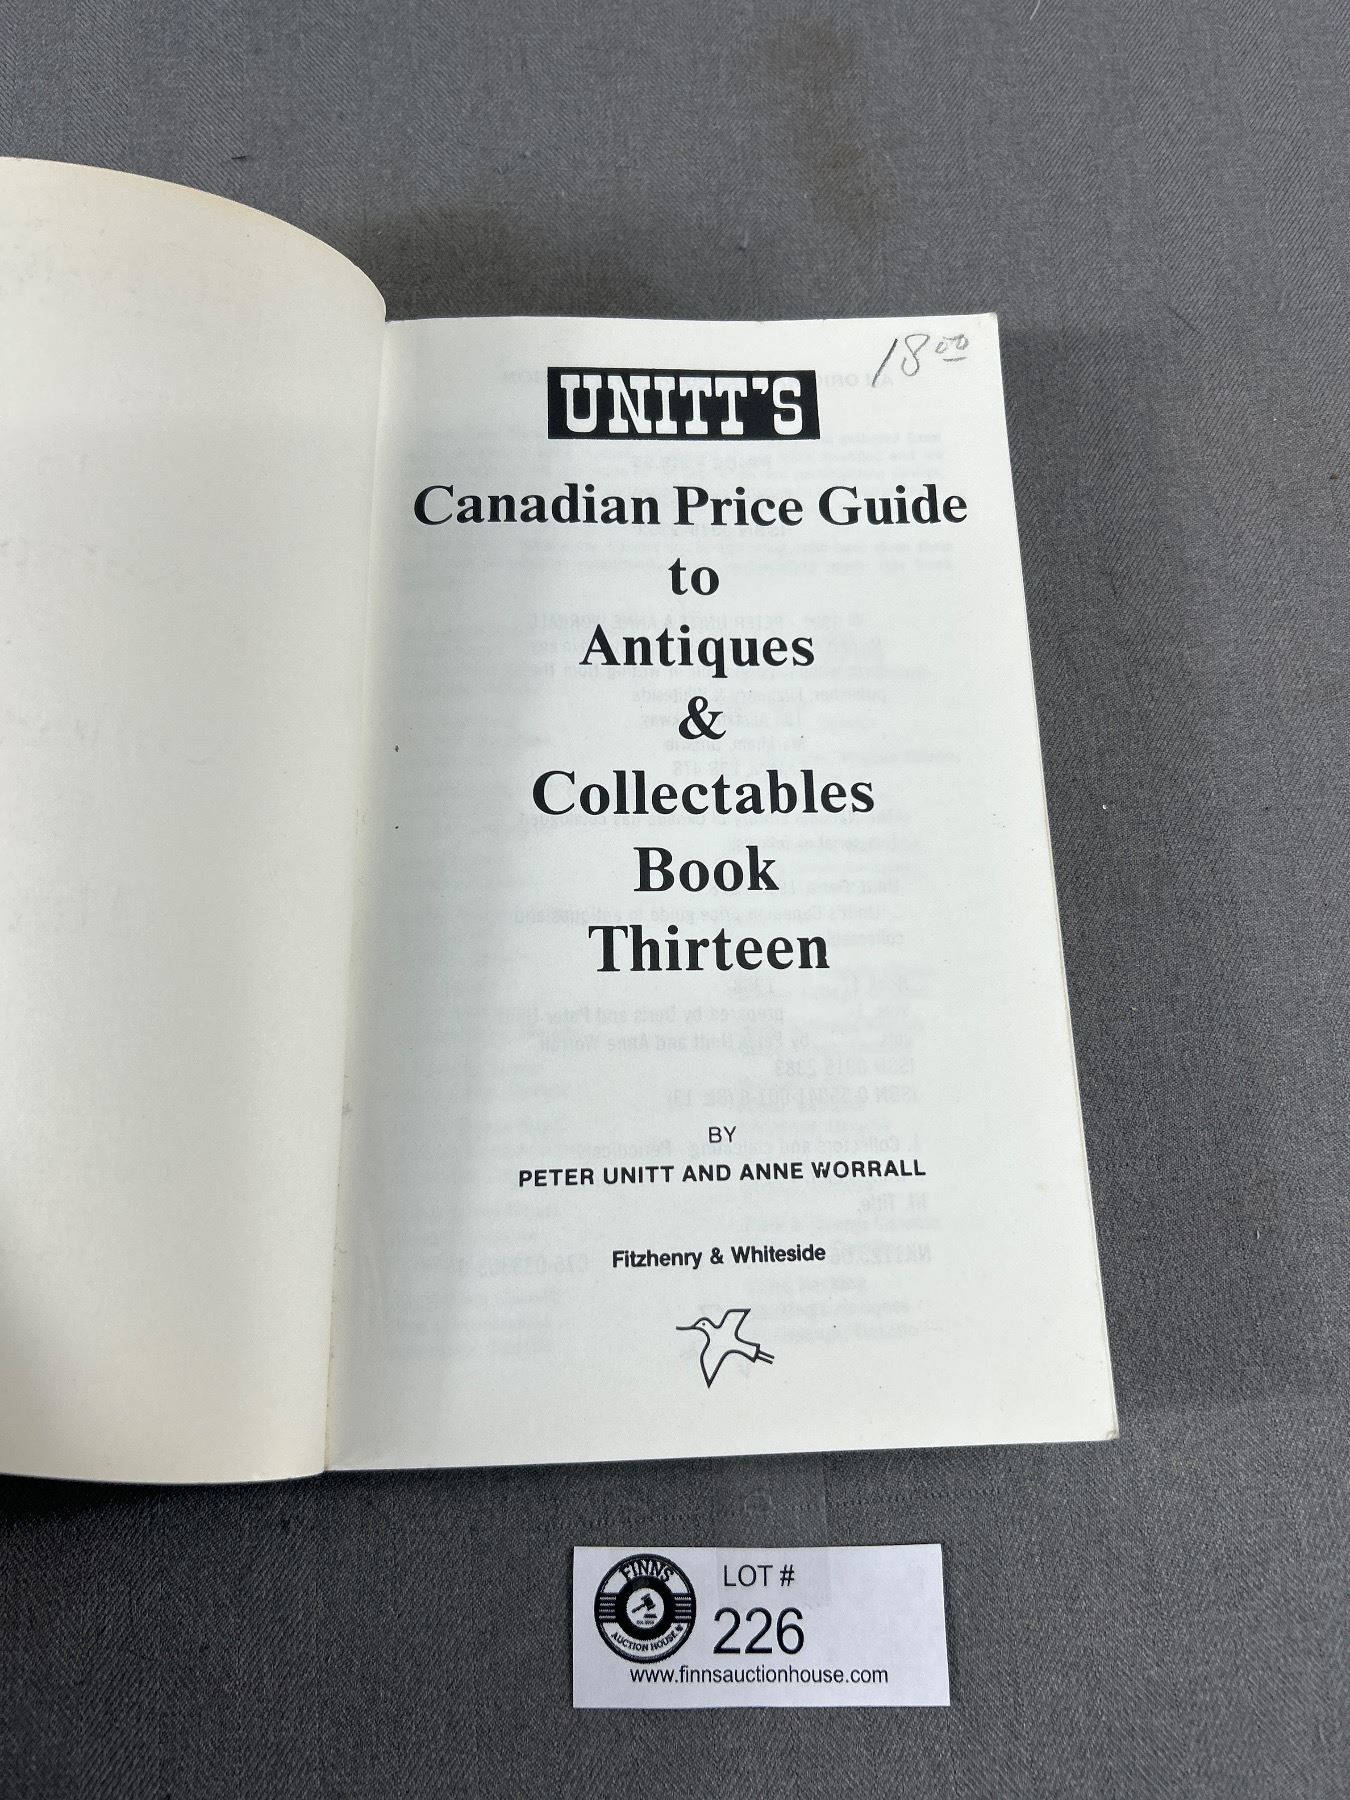 18.00
UNITT'S
Canadian Price Guide
to
Antiques
&
Collectables
Book
Thirteen
BY
PETER UNITT AND ANNE WORRALL
Fitzhenry & Whiteside
FINNS
AUCTION HOUSE
LOT #
226
www.finnsauctionhouse.com